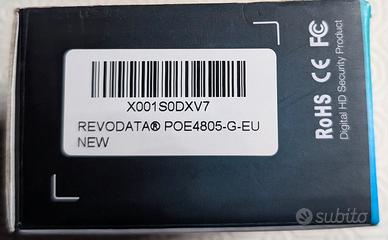 X001S0DXV7
REVODATA® POE4805-G-EU
NEW
RoHS CE FC
Digital HD Security Product
subito